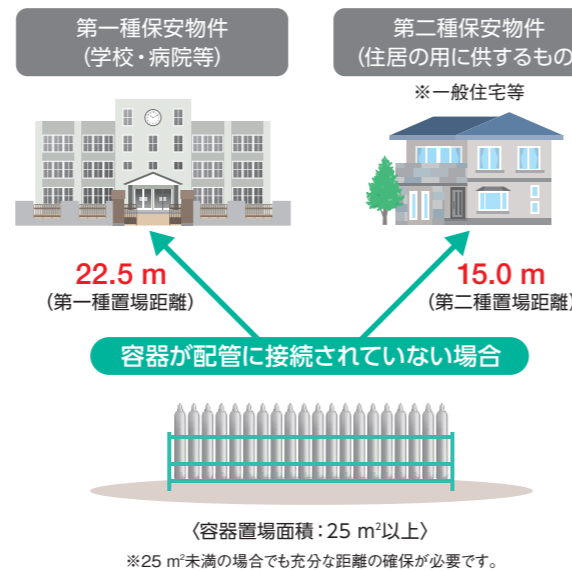 第一種保安物件
(学校・病院等)
第二種保安物件
(住居の用に供するもの
※一般住宅等
22.5 m
(第一種置場距離)
15.0 m
(第二種置場距離)
容器が配管に接続されていない場合
〈容器置場面積：25 m²以上〉
※25 m²未満の場合でも充分な距離の確保が必要です。